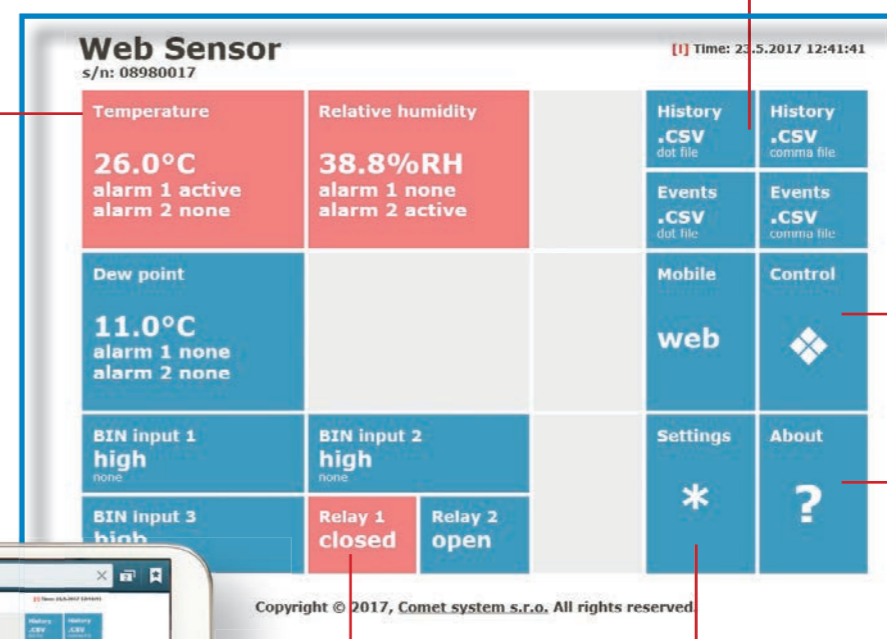 Web Sensor
s/n: 08980017
[!] Time: 23.5.2017 12:41:41
Temperature
26.0°C
alarm 1 active
alarm 2 none
Relative humidity
38.8%RH
alarm 1 none
alarm 2 active
History
.CSV
dot file
History
.CSV
comma file
Events
.CSV
dot file
Events
.CSV
comma file
Dew point
11.0°C
alarm 1 none
alarm 2 none
Mobile
web
Control
BIN input 1
high
none
BIN input 2
high
none
Settings
*
About
?
BIN input 3
high
Relay 1
closed
Relay 2
open
Copyright © 2017, Comet system s.r.o. All rights reserved.